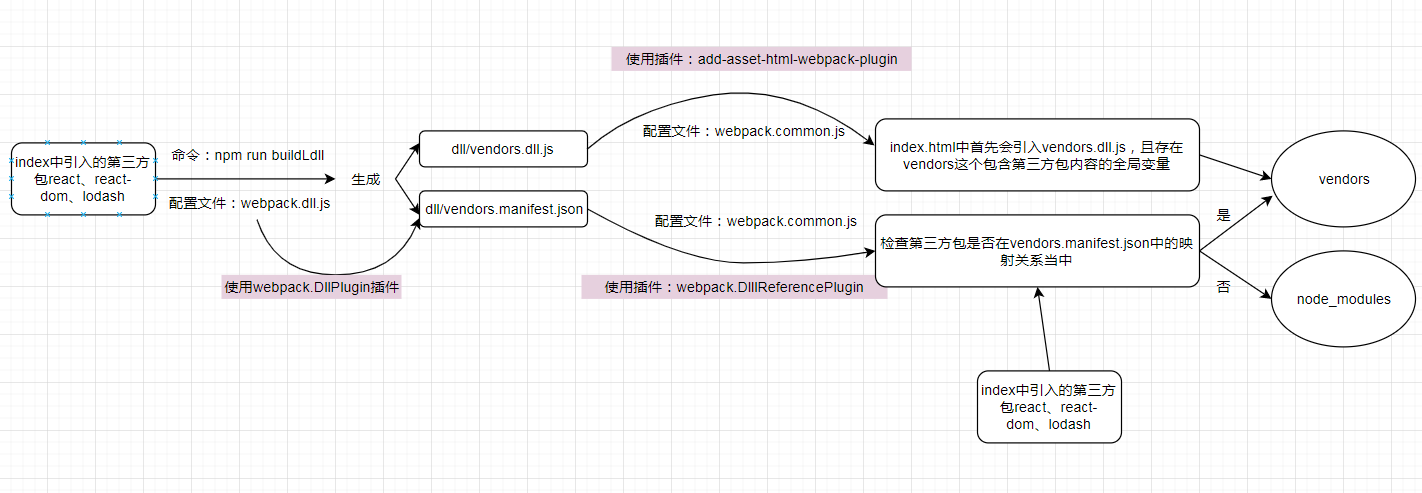 使用插件：add-asset-html-webpack-plugin
配置文件：webpack.common.js
命令：npm run buildLdll
index中引入的第三方
包react、react-
dom、lodash
配置文件：webpack.dll.js
生成
dll/vendors.dll.js
dll/vendors.manifest.json
使用webpack.DllPlugin插件
index.html中首先会引入vendors.dll.js，且存在
vendors这个包含第三方包内容的全局变量
配置文件：webpack.common.js
检查第三方包是否在vendors.manifest.json中的映
射关系当中
使用插件：webpack.DlllReferencePlugin
是
否
vendors
node_modules
index中引入的第三方
包react、react-
dom、lodash